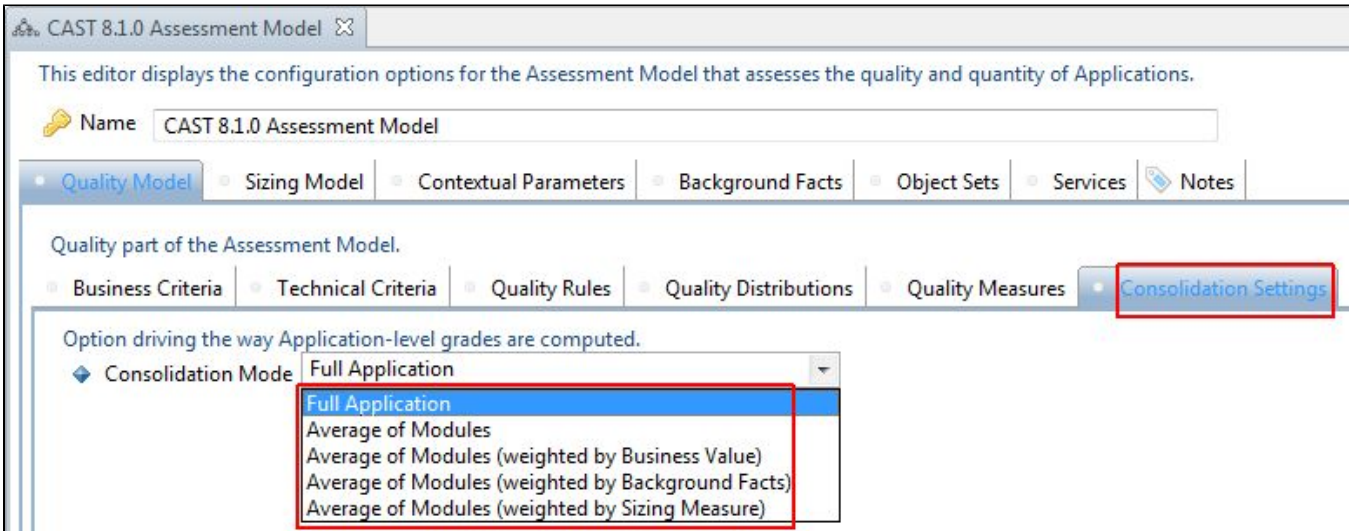 CAST 8.1.0 Assessment Model
This editor displays the configuration options for the Assessment Model that assesses the quality and quantity of Applications.
Name CAST 8.1.0 Assessment Model
Quality Model Sizing Model Contextual Parameters Background Facts Object Sets Services Notes
Quality part of the Assessment Model.
Business Criteria Technical Criteria Quality Rules Quality Distributions Quality Measures Consolidation Settings
Option driving the way Application-level grades are computed.
Consolidation Mode Full Application
Full Application
Average of Modules
Average of Modules (weighted by Business Value)
Average of Modules (weighted by Background Facts)
Average of Modules (weighted by Sizing Measure)